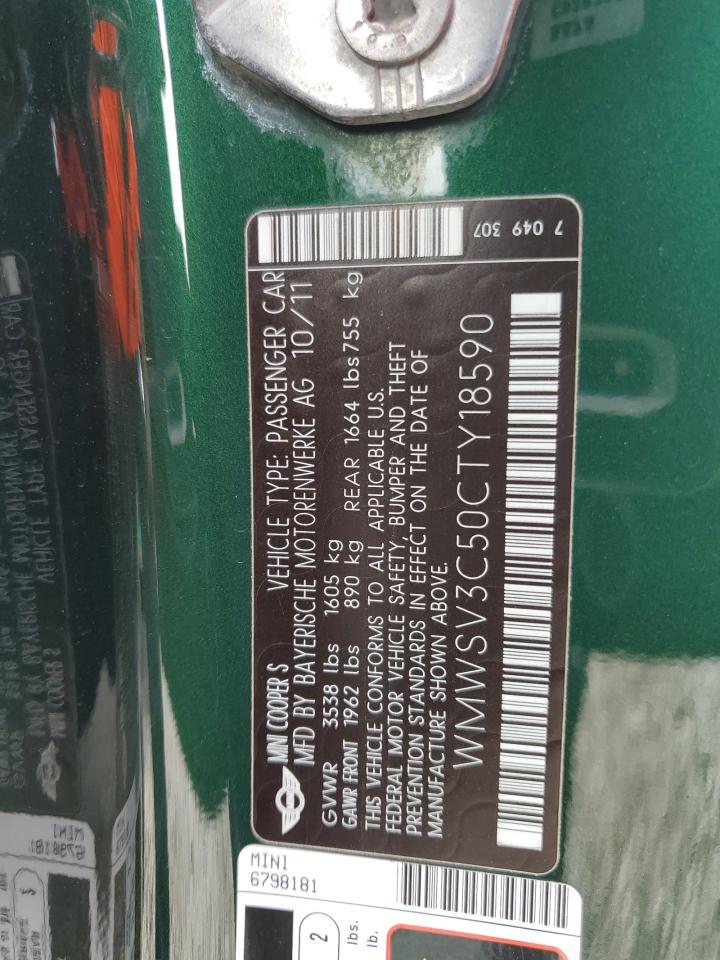 MINI COOPER S VEHICLE TYPE: PASSENGER CAR
MFD BY BAYERISCHE MOTORENWERKE AG 10/11
GVWR 3538 lbs 1605 kg
GAWR FRONT 1962 lbs 890 kg REAR 1664 lbs 755 kg
THIS VEHICLE CONFORMS TO ALL APPLICABLE U.S.
FEDERAL MOTOR VEHICLE SAFETY, BUMPER AND THEFT
PREVENTION STANDARDS IN EFFECT ON THE DATE OF
MANUFACTURE SHOWN ABOVE.
WMWSV3C50CTY18590
7 049 307
MINI
6798181
2
lbs.
lb.